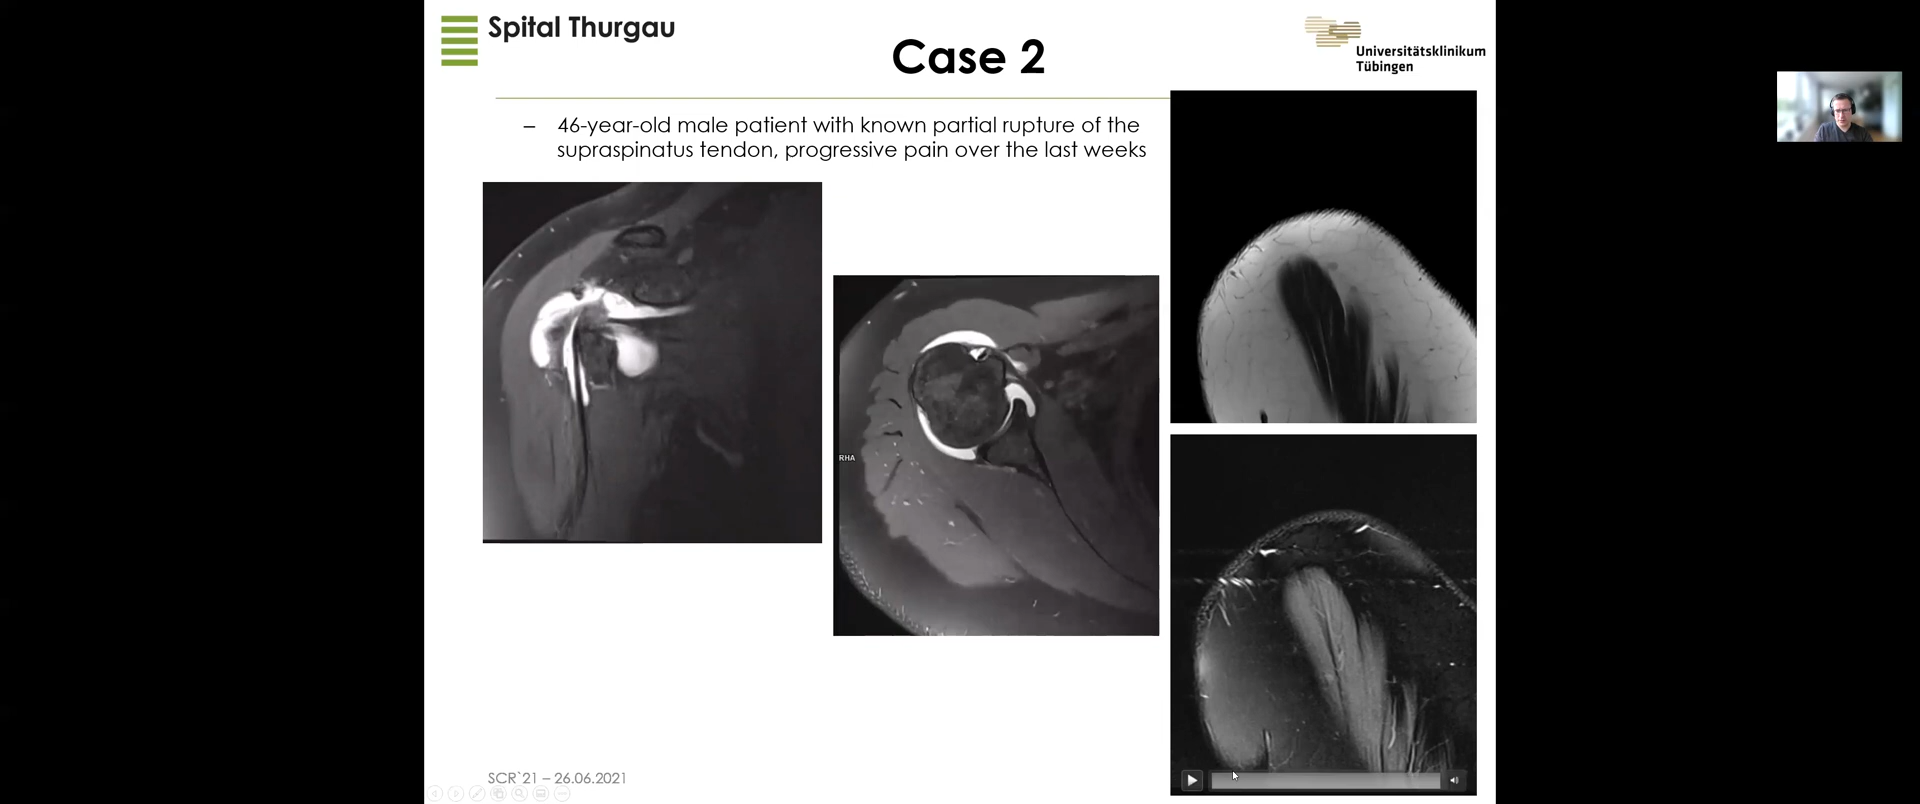 Spital Thurgau
Case 2
Universitätsklinikum
Tübingen
– 46-year-old male patient with known partial rupture of the
supraspinatus tendon, progressive pain over the last weeks
RHA
SCR`21 – 26.06.2021